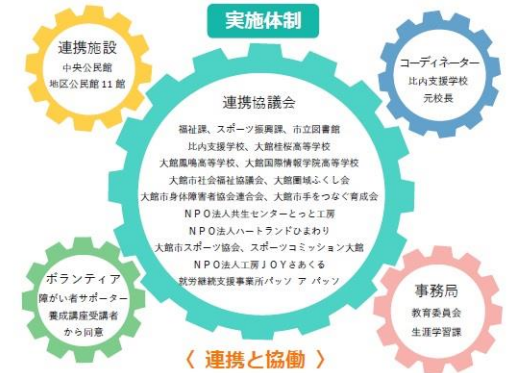 実施体制
連携施設
中央公民館
地区公民館11館
コーディネーター
比内支援学校
元校長
連携協議会
福祉課、スポーツ振興課、市立図書館
比内支援学校、大館桂桜高等学校
大館鳳鳴高等学校、大館国際情報学院高等学校
大館市社会福祉協議会、大館圏域ふくし会
大館市身体障害者協会連合会、大館市手をつなぐ育成会
NPO法人共生センターとっと工房
NPO法人ハートランドひまわり
大館市スポーツ協会、スポーツコミッション大館
NPO法人工房JOYさあくる
就労継続支援事業所パッソ ア パッソ
ボランティア
障がい者サポーター
養成講座受講者
から同意
事務局
教育委員会
生涯学習課
〈 連携と協働 〉